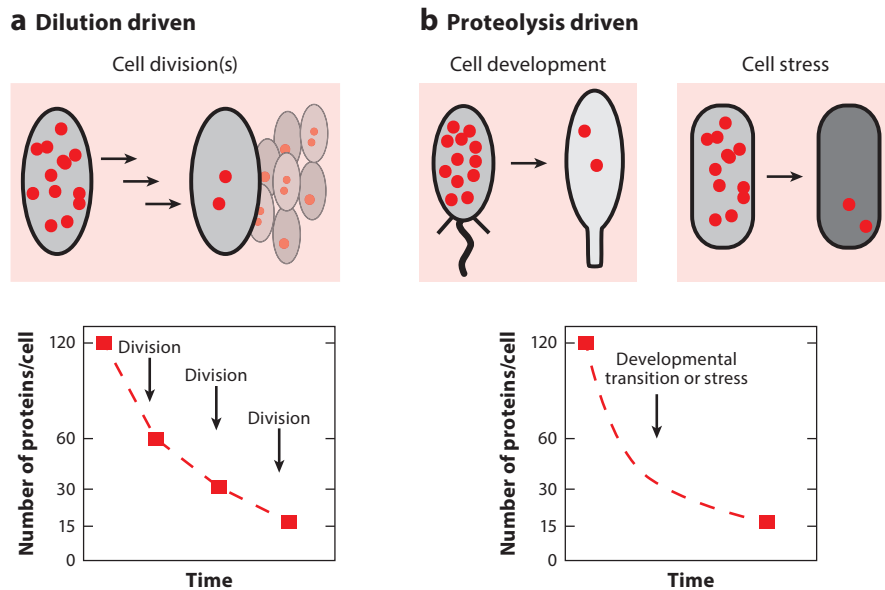 a Dilution driven
Cell division(s)
Number of proteins/cell
120
60
30
15
0
Division
Division
Division
Time
b Proteolysis driven
Cell development
Cell stress
Number of proteins/cell
120
60
30
15
0
Developmental
transition or stress
Time